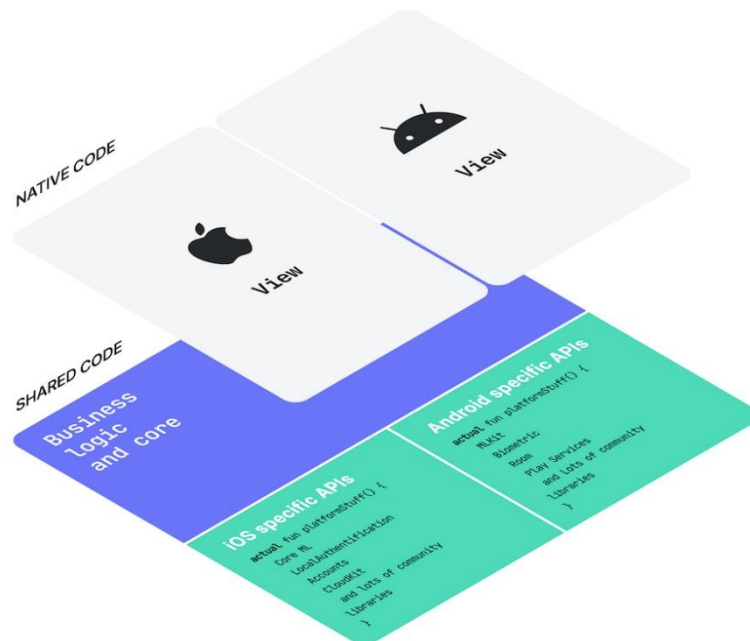 NATIVE CODE
View
View
SHARED CODE
Business
logic
and core
iOS specific APIs
actual fun platformStuff() {
Core ML
LocalAuthentification
Accounts
CloudKit
and lots of community
libraries
}
Android specific APIs
actual fun platformStuff() {
MLKit
Biometric
Room
Play Services
and Lots of community
libraries
}